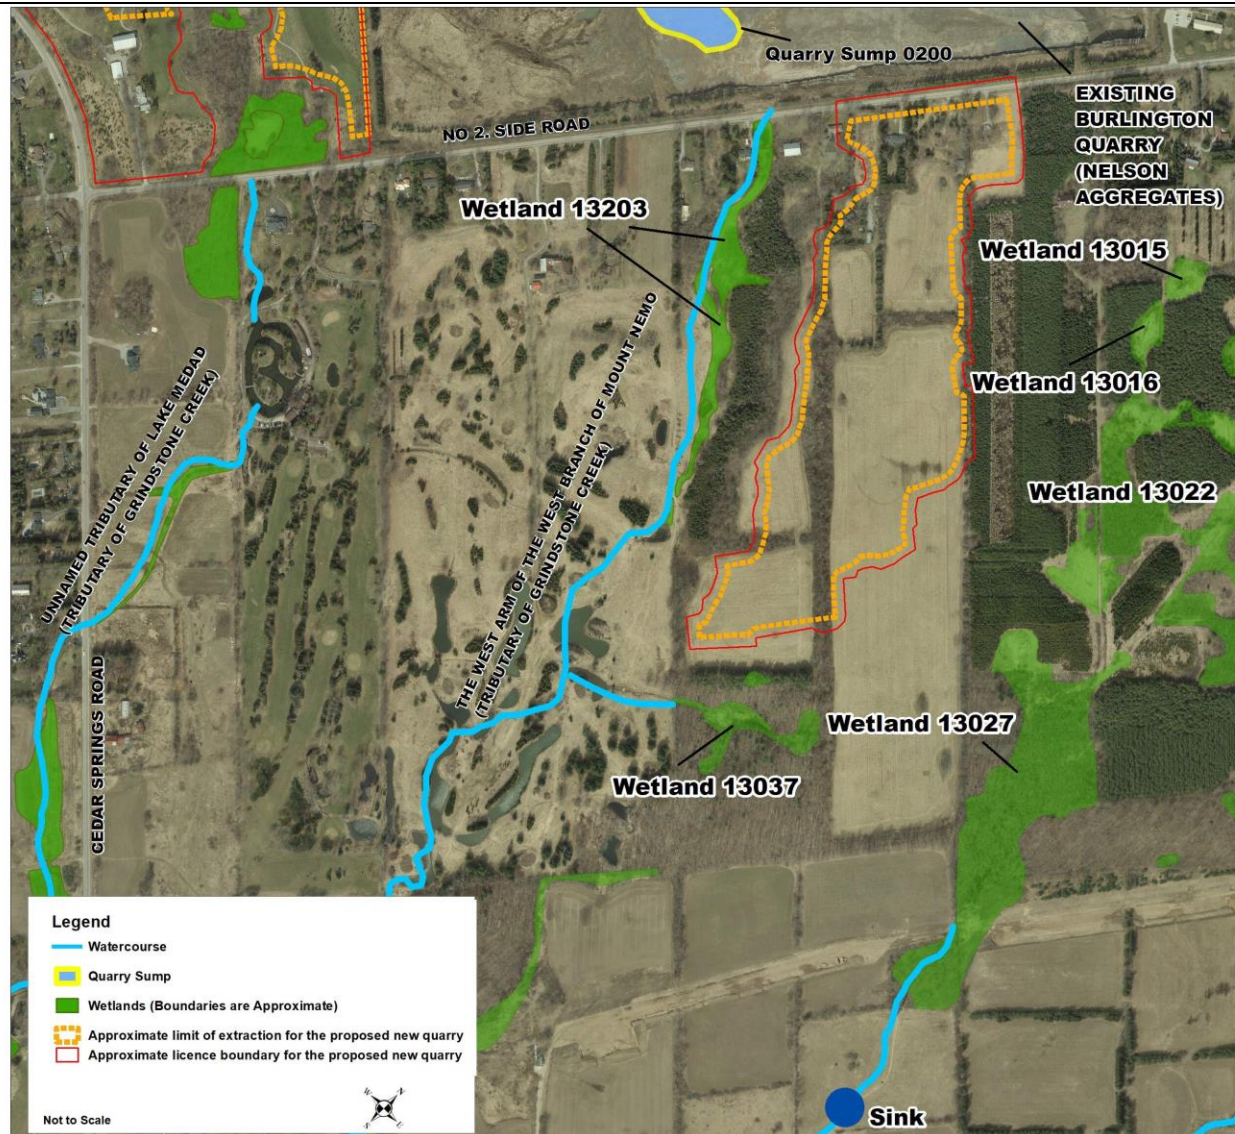 Quarry Sump 0200
NO 2. SIDE ROAD
EXISTING
BURLINGTON
QUARRY
(NELSON
AGGREGATES)
Wetland 13203
Wetland 13015
Wetland 13016
UNNAMED TRIBUTARY OF LAKE MEDAD
(TRIBUTARY OF GRINDSTONE CREEK)
THE WEST ARM OF THE WEST BRANCH OF MOUNT NEMO
(TRIBUTARY OF GRINDSTONE CREEK)
Wetland 13022
CEDAR SPRINGS ROAD
Wetland 13027
Wetland 13037
Legend
Watercourse
Quarry Sump
Wetlands (Boundaries are Approximate)
Approximate limit of extraction for the proposed new quarry
Approximate licence boundary for the proposed new quarry
W N
S E
Not to Scale
Sink